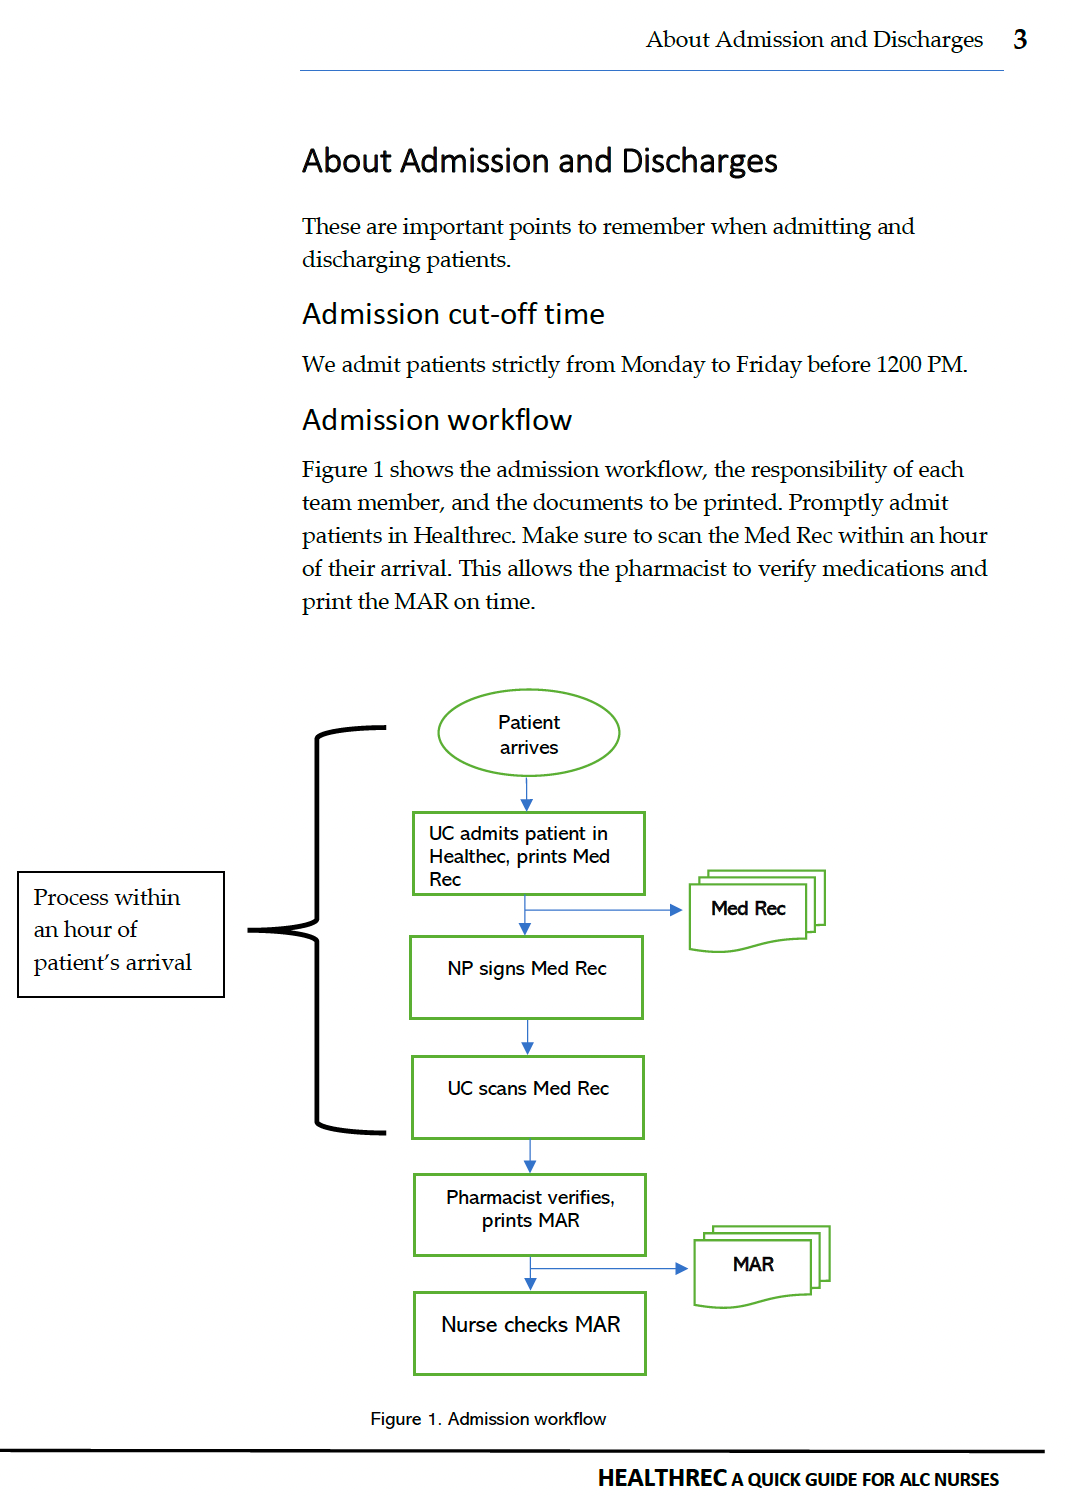 About Admission and Discharges 3
About Admission and Discharges
These are important points to remember when admitting and
discharging patients.
Admission cut-off time
We admit patients strictly from Monday to Friday before 1200 PM.
Admission workflow
Figure 1 shows the admission workflow, the responsibility of each
team member, and the documents to be printed. Promptly admit
patients in Healthrec. Make sure to scan the Med Rec within an hour
of their arrival. This allows the pharmacist to verify medications and
print the MAR on time.
Patient
arrives
UC admits patient in
Healthec, prints Med
Rec
Med Rec
Process within
an hour of
patient’s arrival
NP signs Med Rec
UC scans Med Rec
Pharmacist verifies,
prints MAR
MAR
Nurse checks MAR
Figure 1. Admission workflow
HEALTHREC A QUICK GUIDE FOR ALC NURSES